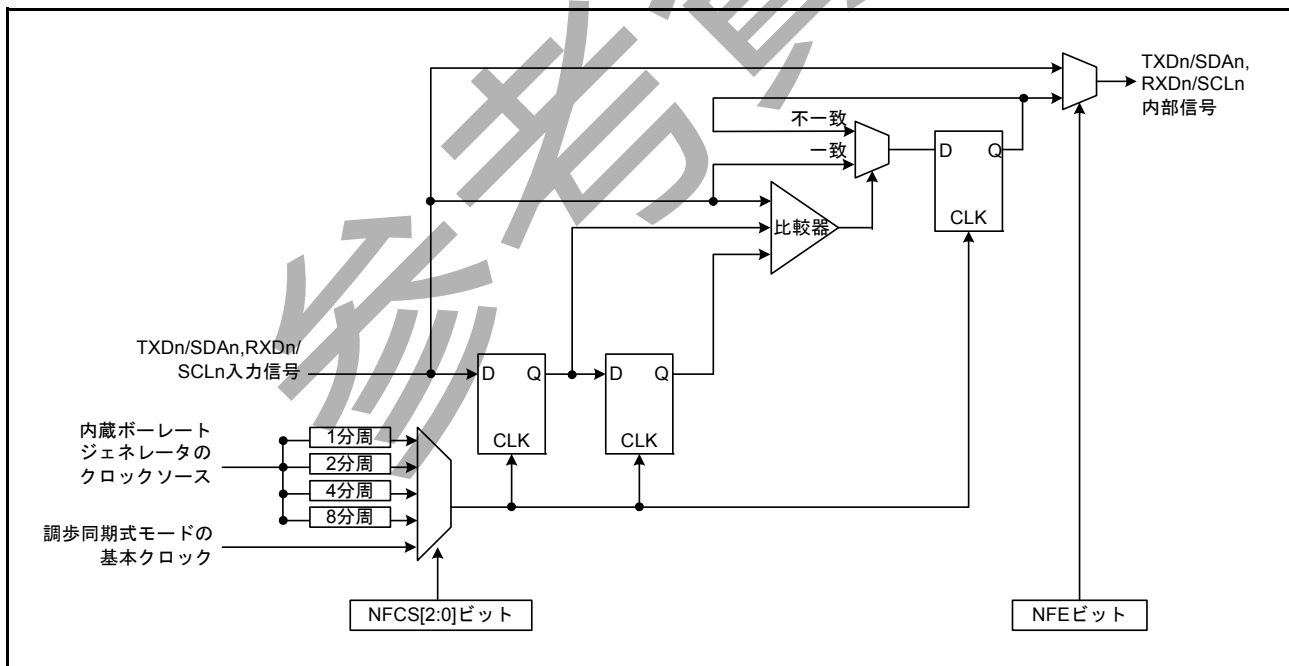 TXDn/SDAn,
RXDn/SCLn
内部信号
不一致
一致
D
Q
CLK
比較器
TXDn/SDAn,RXDn/
SCLn入力信号
D
Q
CLK
D
Q
CLK
内蔵ボーレート
ジェネレータの
クロックソース
1分周
2分周
4分周
8分周
調歩同期式モードの
基本クロック
NFCS[2:0]ビット
NFEビット
参考